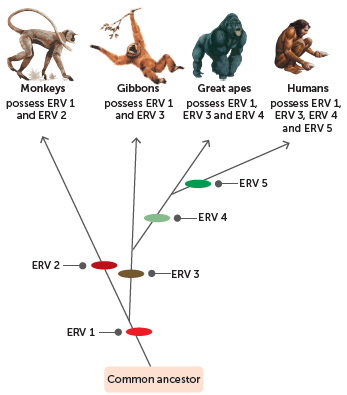 Monkeys
possess ERV 1
and ERV 2
Gibbons
possess ERV 1
and ERV 3
Great apes
possess ERV 1,
ERV 3 and ERV 4
Humans
possess ERV 1,
ERV 3, ERV 4
and ERV 5
ERV 5
ERV 4
ERV 2
ERV 3
ERV 1
Common ancestor